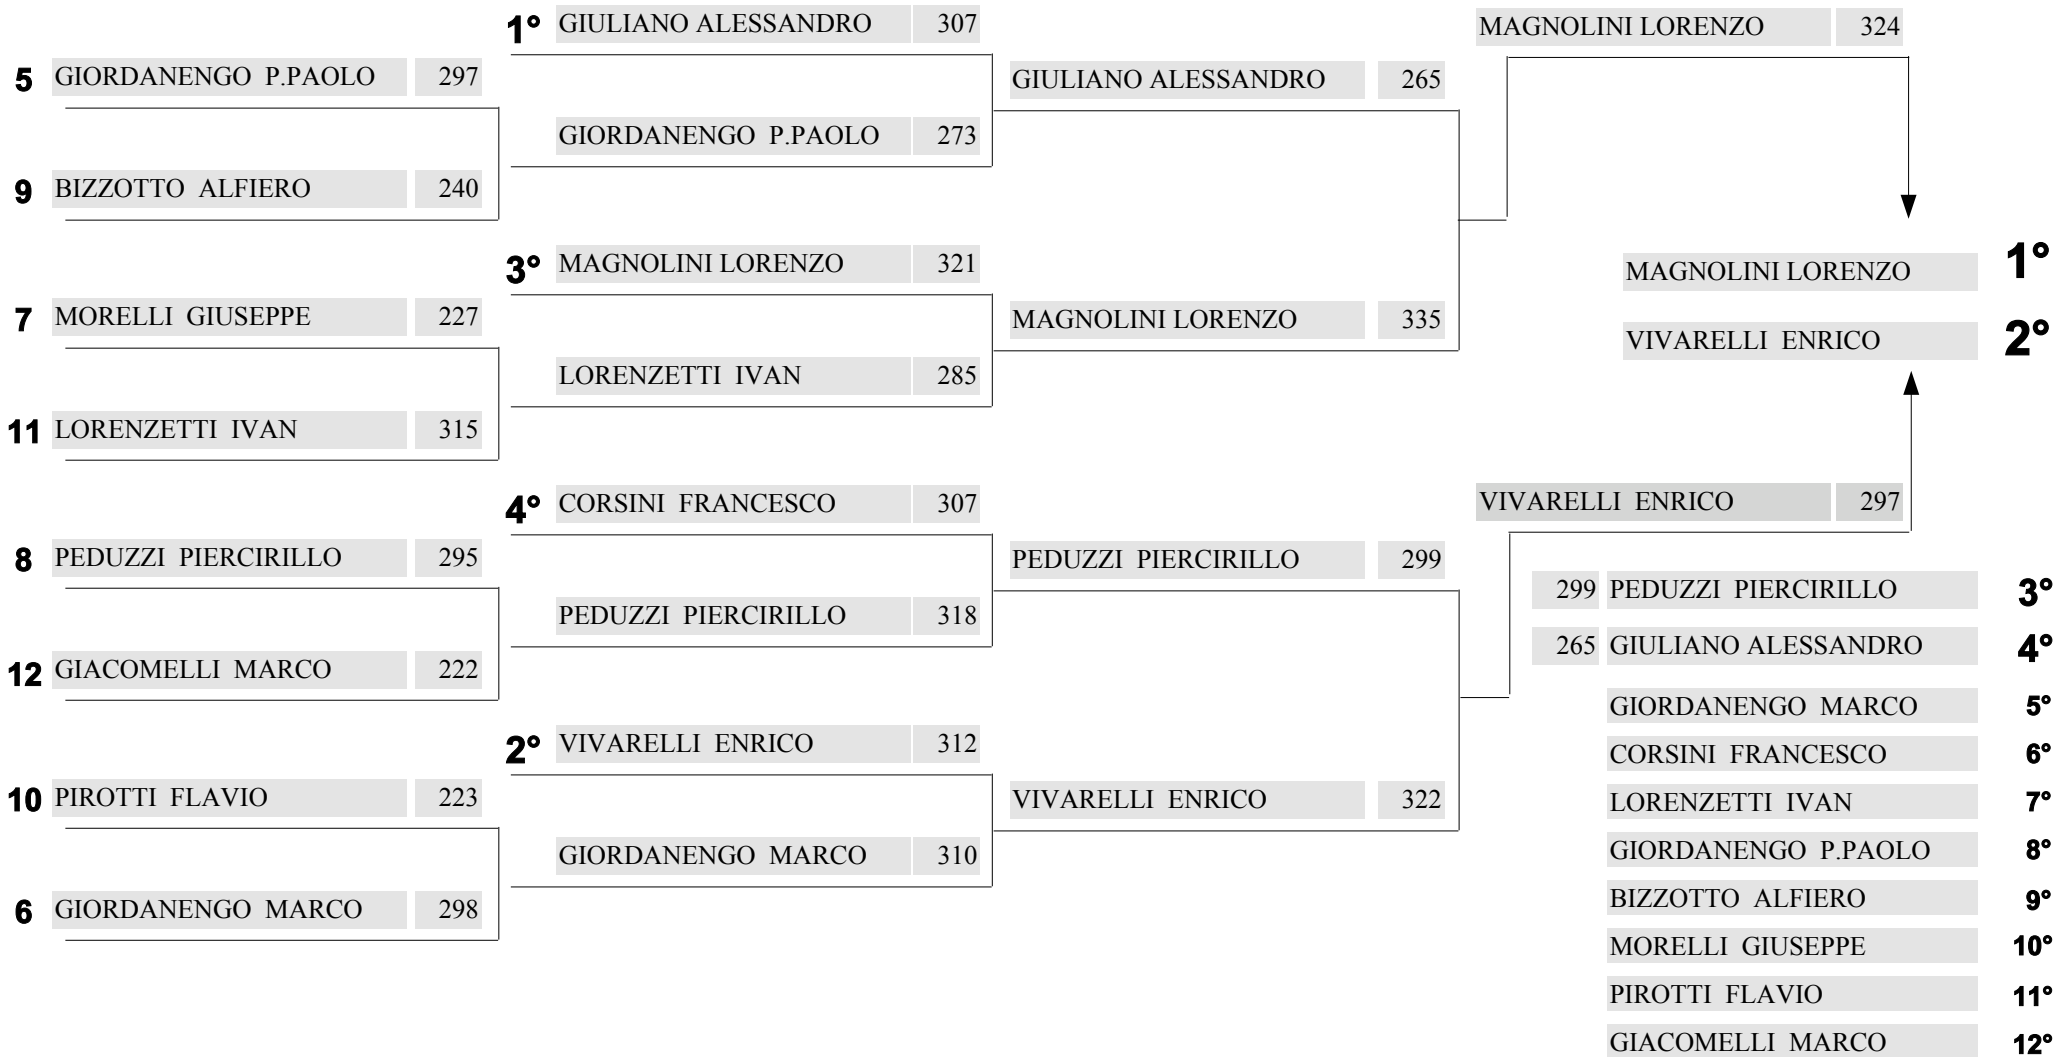 5 GIORDANENGO P.PAOLO 297
9 BIZZOTTO ALFIERO 240
7 MORELLI GIUSEPPE 227
11 LORENZETTI IVAN 315
8 PEDUZZI PIERCIRILLO 295
12 GIACOMELLI MARCO 222
10 PIROTTI FLAVIO 223
6 GIORDANENGO MARCO 298
1° GIULIANO ALESSANDRO 307
GIORDANENGO P.PAOLO 273
3° MAGNOLINI LORENZO 321
LORENZETTI IVAN 285
4° CORSINI FRANCESCO 307
PEDUZZI PIERCIRILLO 318
2° VIVARELLI ENRICO 312
GIORDANENGO MARCO 310
GIULIANO ALESSANDRO 265
MAGNOLINI LORENZO 335
PEDUZZI PIERCIRILLO 299
VIVARELLI ENRICO 322
MAGNOLINI LORENZO 324
VIVARELLI ENRICO 297
MAGNOLINI LORENZO 1°
VIVARELLI ENRICO 2°
299 PEDUZZI PIERCIRILLO 3°
265 GIULIANO ALESSANDRO 4°
GIORDANENGO MARCO 5°
CORSINI FRANCESCO 6°
LORENZETTI IVAN 7°
GIORDANENGO P.PAOLO 8°
BIZZOTTO ALFIERO 9°
MORELLI GIUSEPPE 10°
PIROTTI FLAVIO 11°
GIACOMELLI MARCO 12°